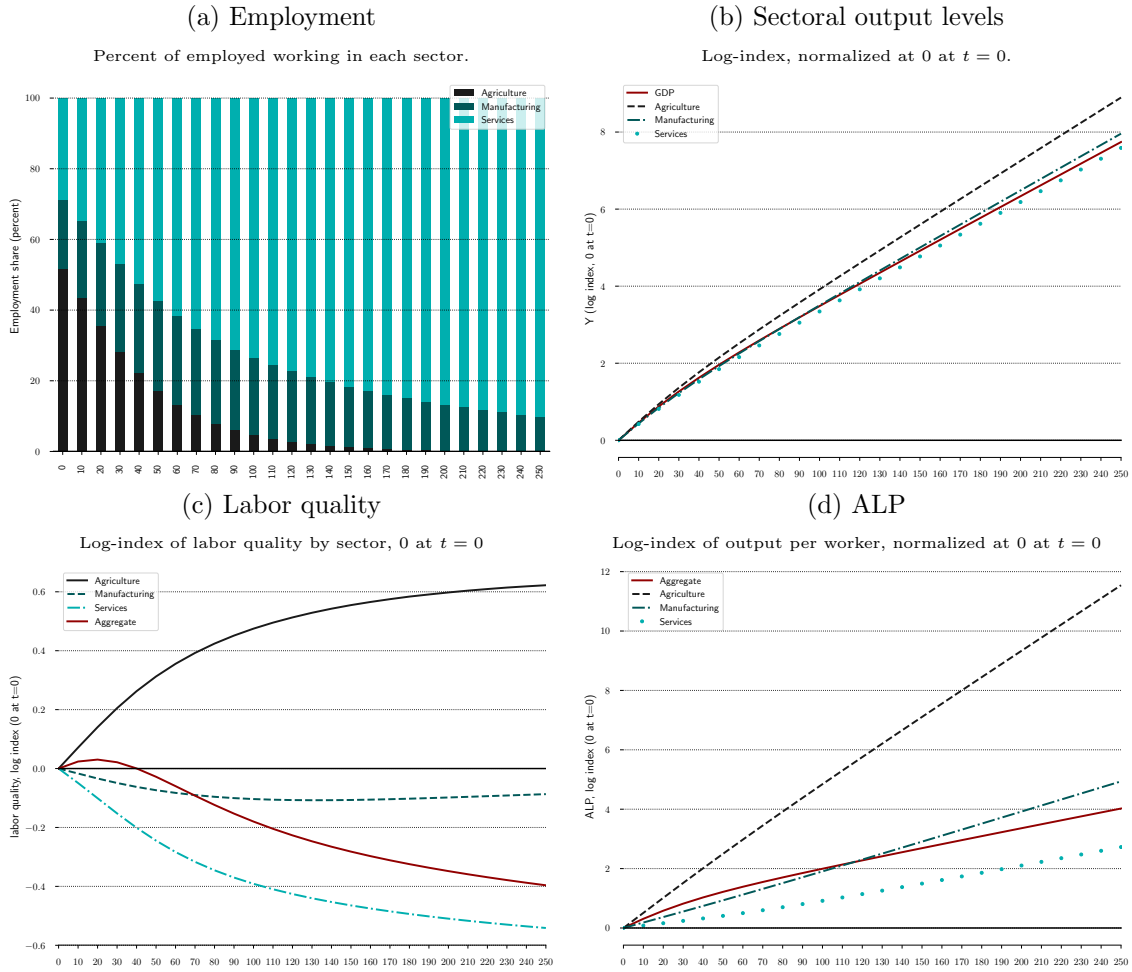 (a) Employment
Percent of employed working in each sector.
Agriculture
Manufacturing
Services
Employment share (percent)
100
80
60
40
20
0
0 10 20 30 40 50 60 70 80 90 100 110 120 130 140 150 160 170 180 190 200 210 220 230 240 250
(b) Sectoral output levels
Log-index, normalized at 0 at t = 0.
GDP
Agriculture
Manufacturing
Services
Y (log index, 0 at t=0)
8
6
4
2
0
0 10 20 30 40 50 60 70 80 90 100 110 120 130 140 150 160 170 180 190 200 210 220 230 240 250
(c) Labor quality
Log-index of labor quality by sector, 0 at t = 0
Agriculture
Manufacturing
Services
Aggregate
labor quality, log index (0 at t=0)
0.6
0.4
0.2
0.0
−0.2
−0.4
−0.6
0 10 20 30 40 50 60 70 80 90 100 110 120 130 140 150 160 170 180 190 200 210 220 230 240 250
(d) ALP
Log-index of output per worker, normalized at 0 at t = 0
Aggregate
Agriculture
Manufacturing
Services
ALP, log index (0 at t=0)
12
10
8
6
4
2
0
0 10 20 30 40 50 60 70 80 90 100 110 120 130 140 150 160 170 180 190 200 210 220 230 240 250